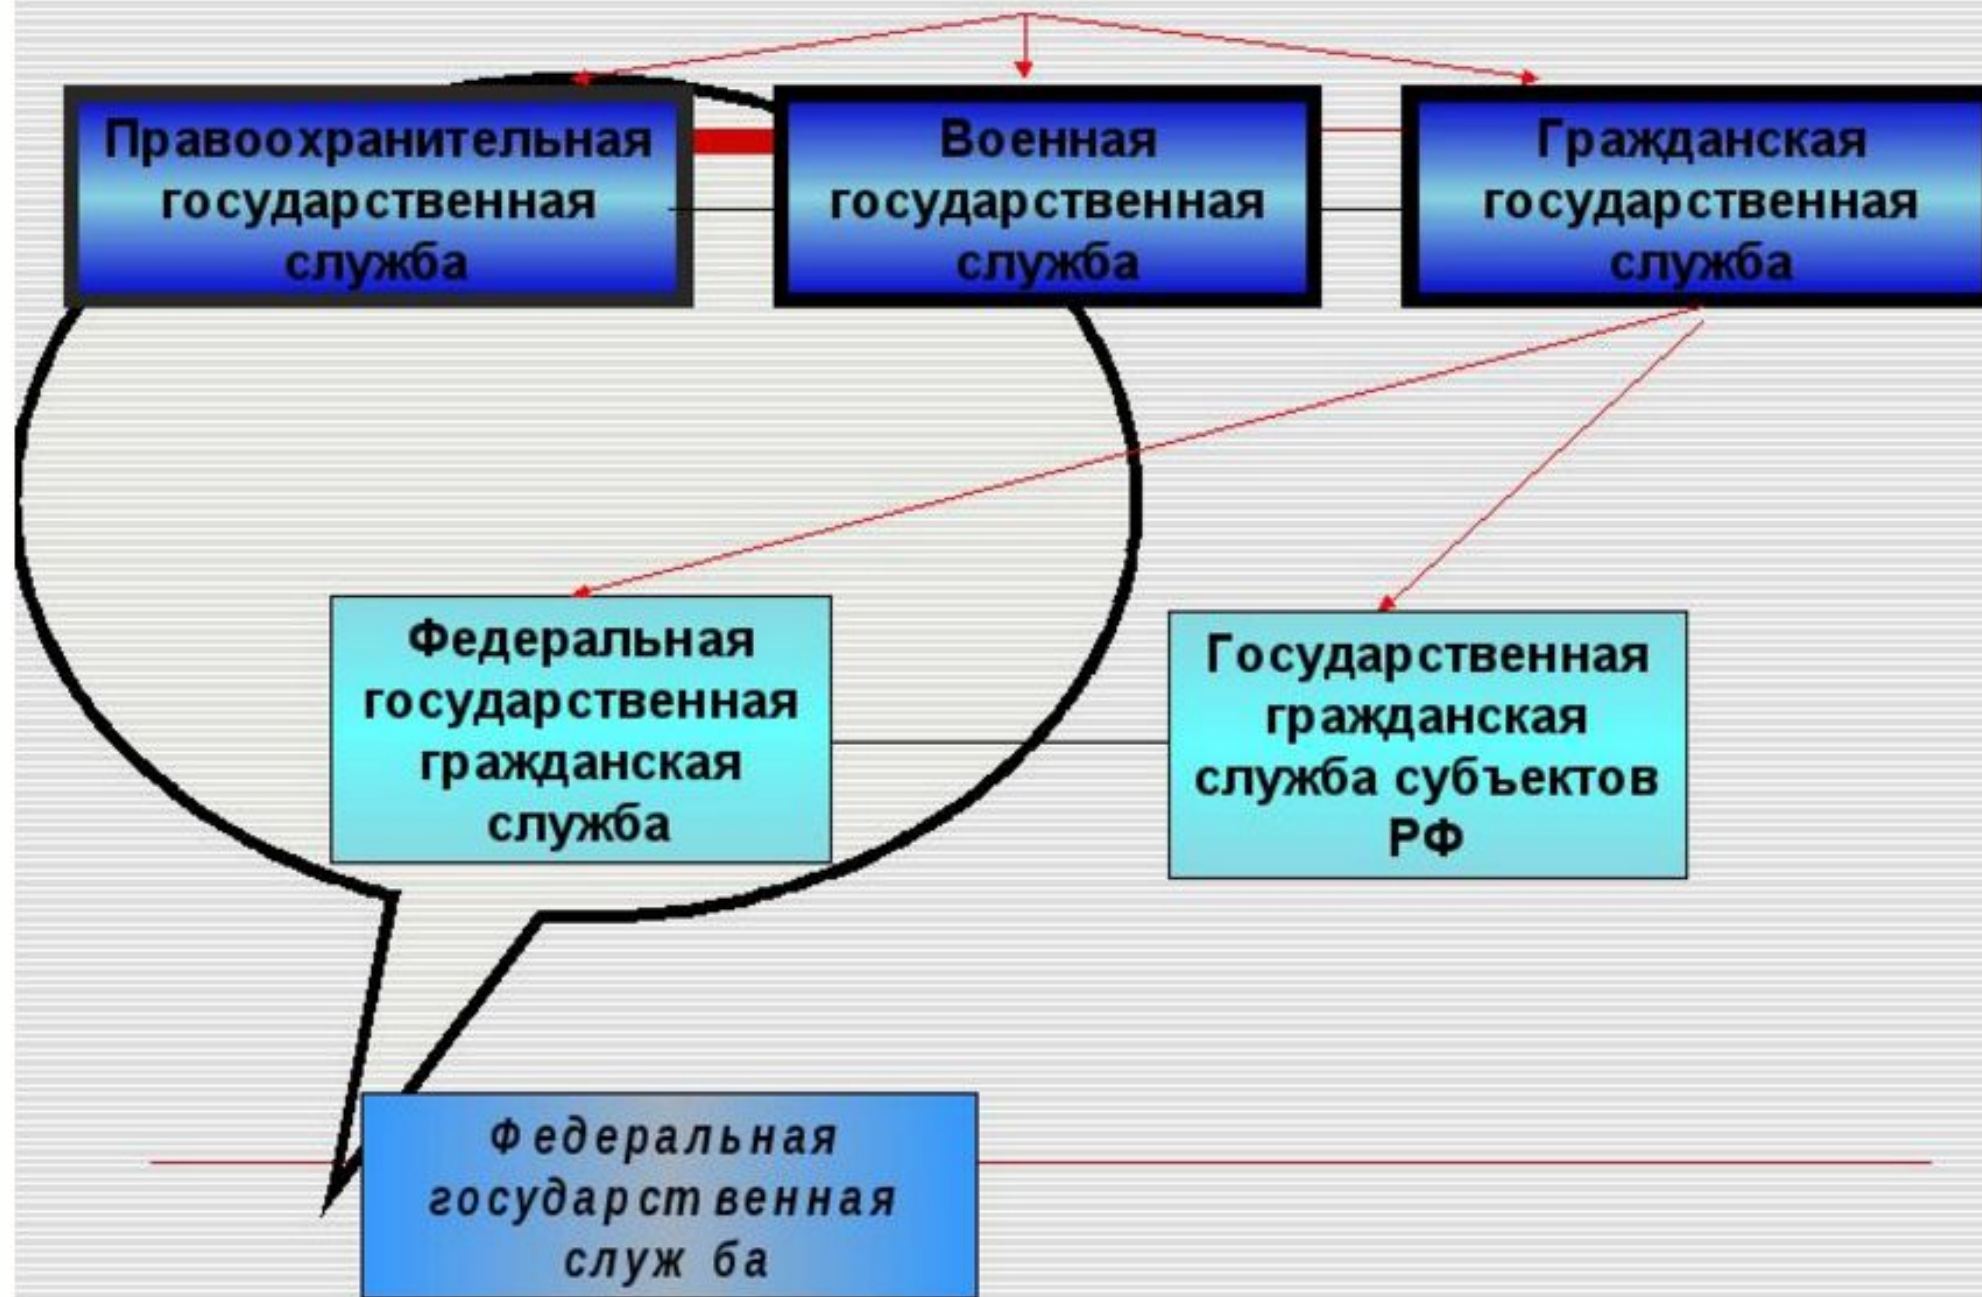 Правоохранительная
государственная
служба
Военная
государственная
служба
Гражданская
государственная
служба
Федеральная
государственная
гражданская
служба
Государственная
гражданская
служба субъектов
РФ
Федеральная
государственная
служба